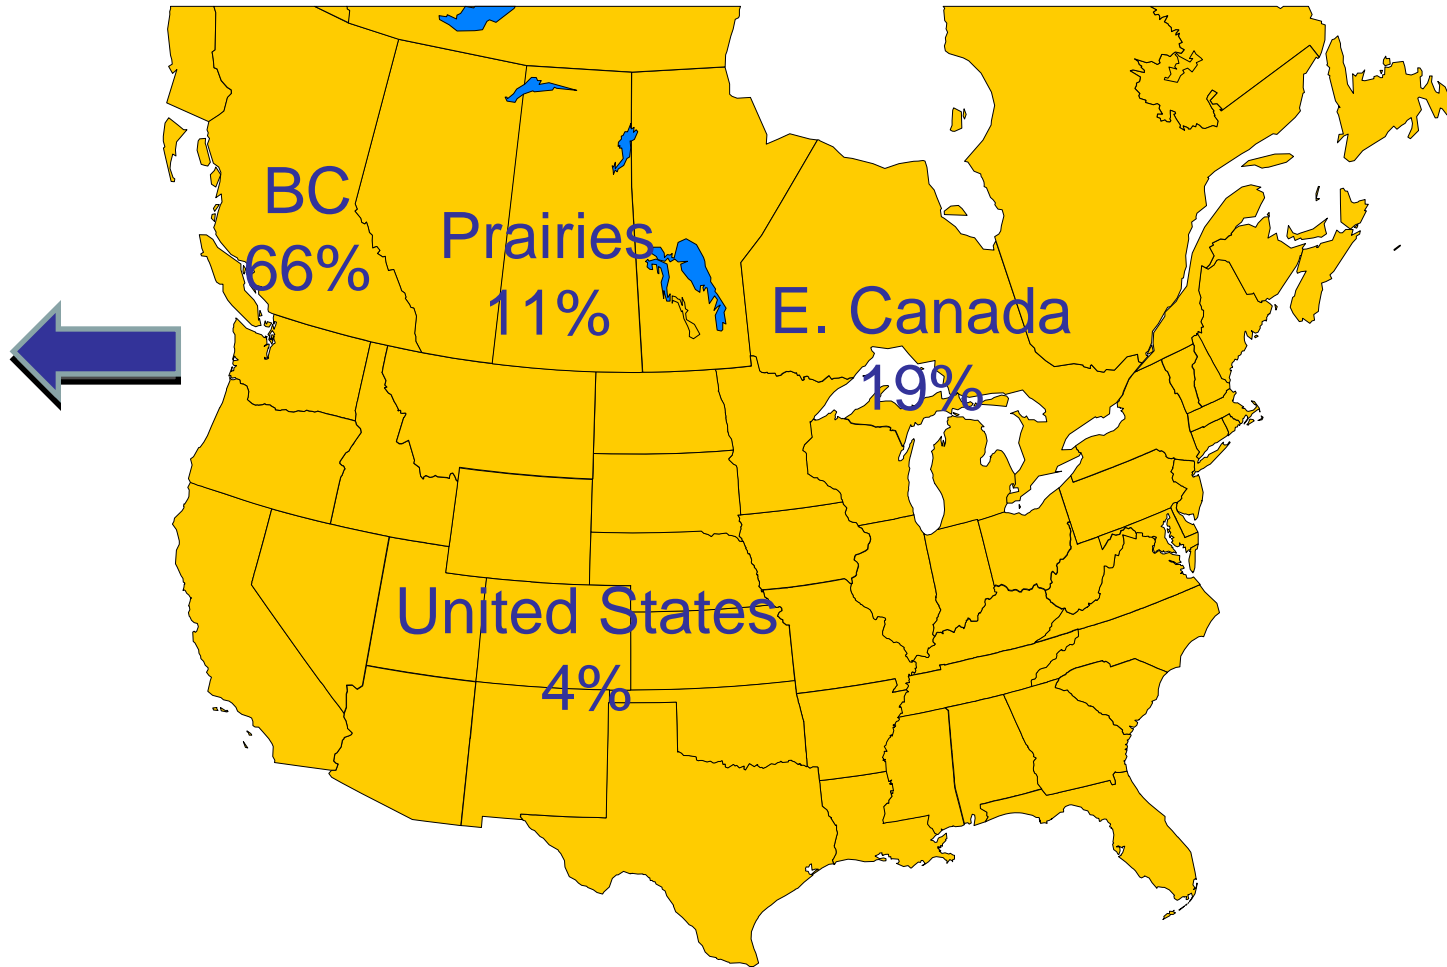 BC
66%
Prairies
11%
E. Canada
19%
United States
4%